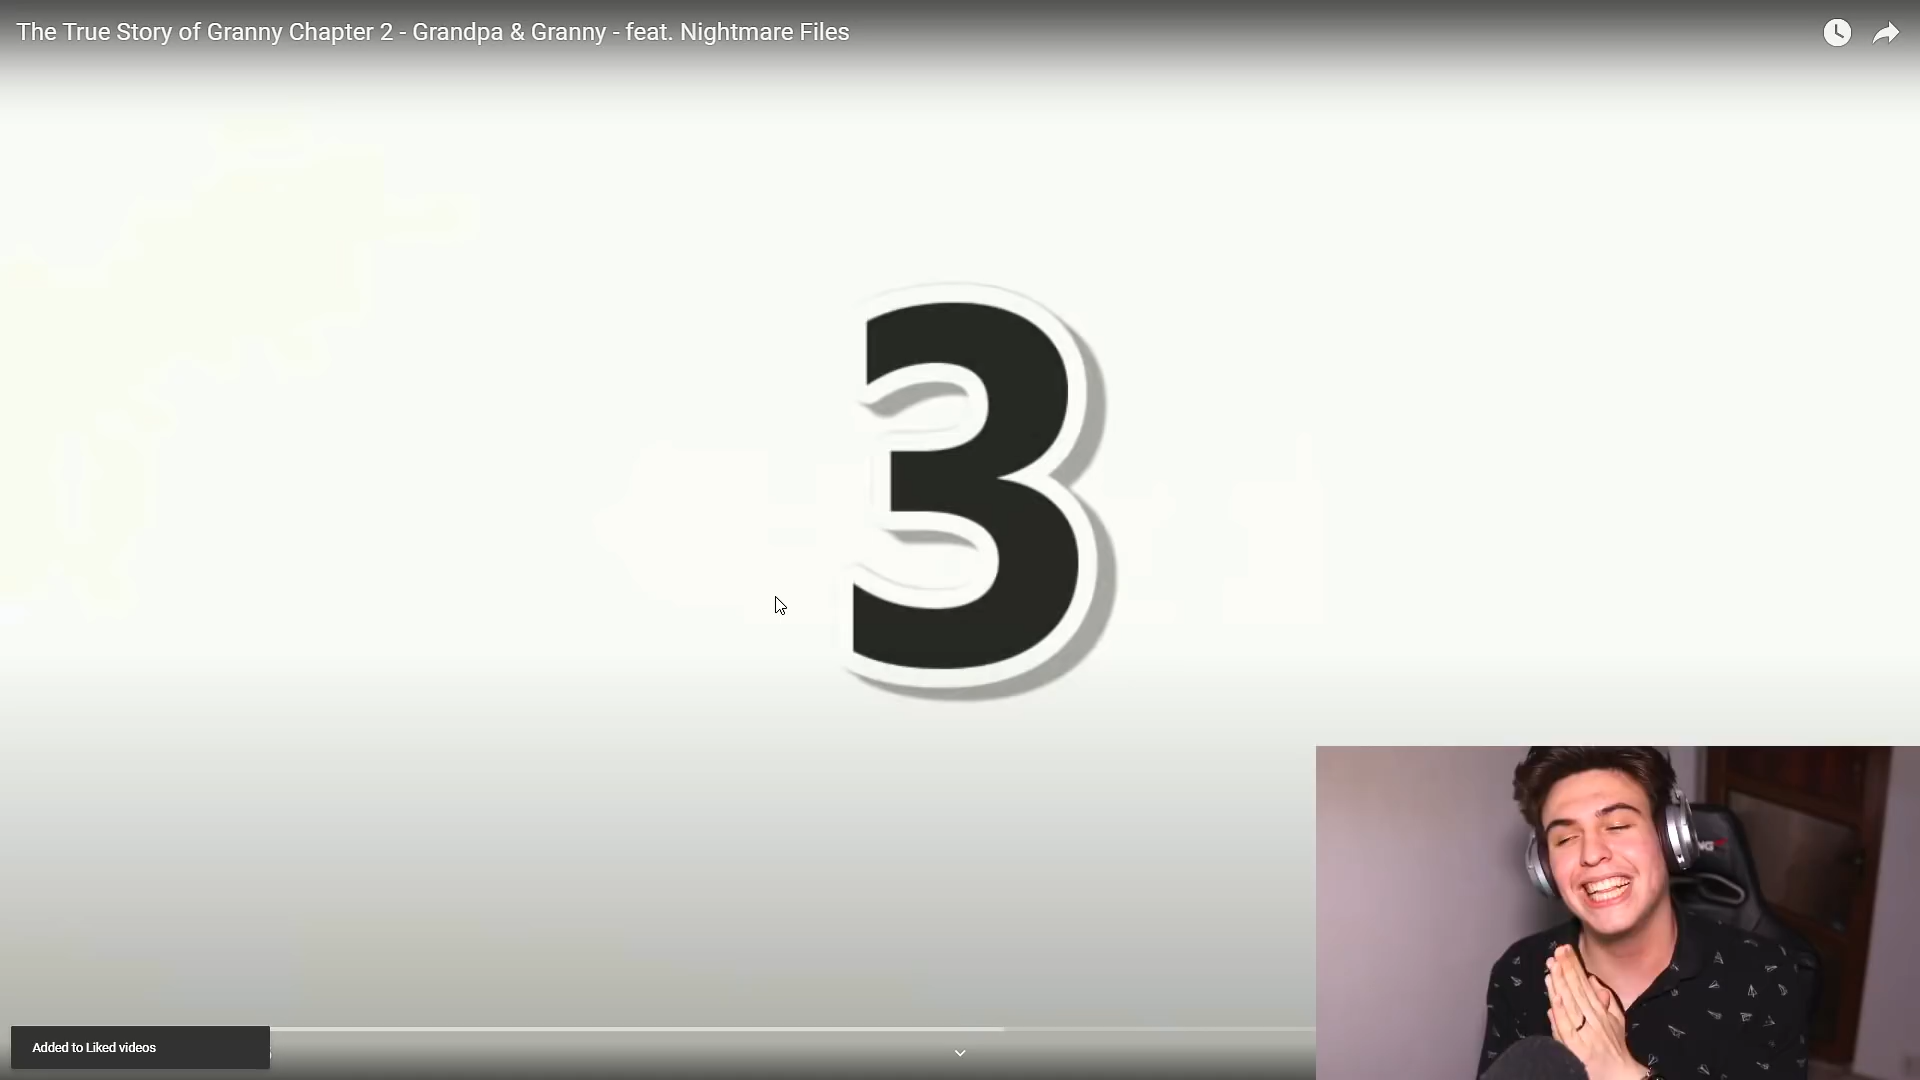 The True Story of Granny Chapter 2 - Grandpa & Granny - feat. Nightmare Files
3
Added to Liked videos